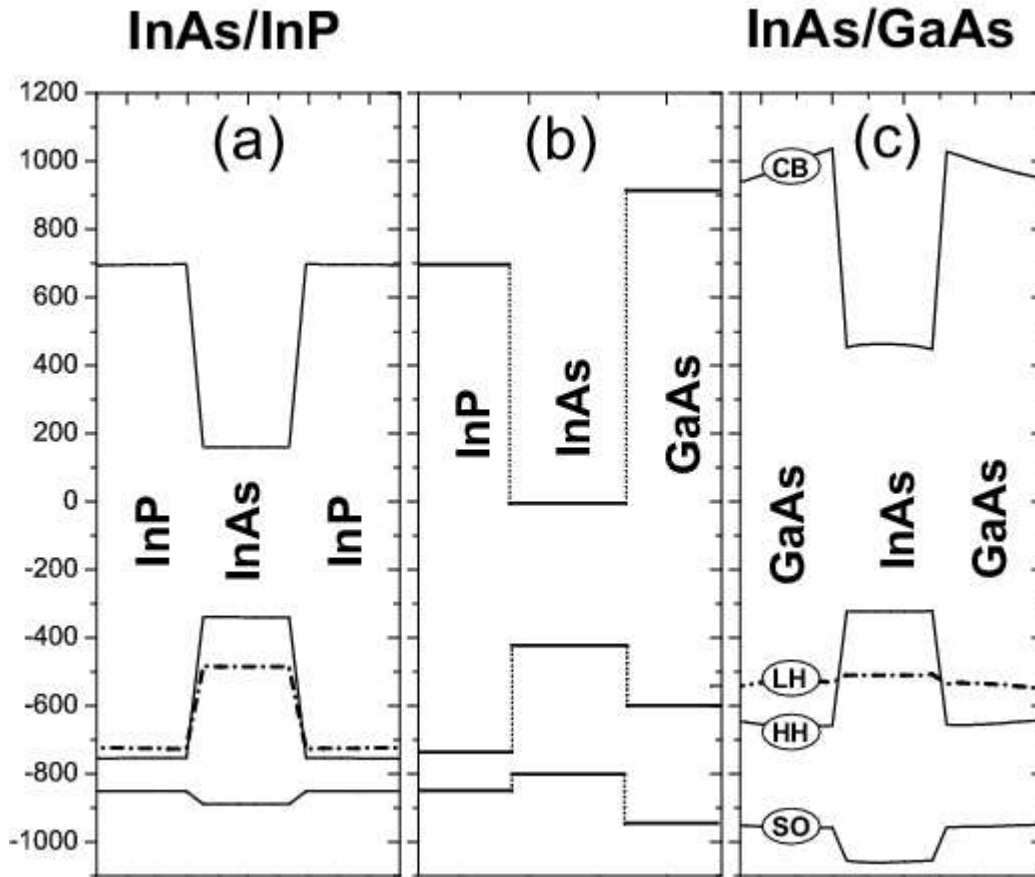 InAs/InP
InAs/GaAs
1200
1000
800
600
400
200
0
-200
-400
-600
-800
-1000
(a)
InP
InAs
InP
(b)
InP
InAs
GaAs
(c)
CB
GaAs
InAs
GaAs
LH
HH
SO